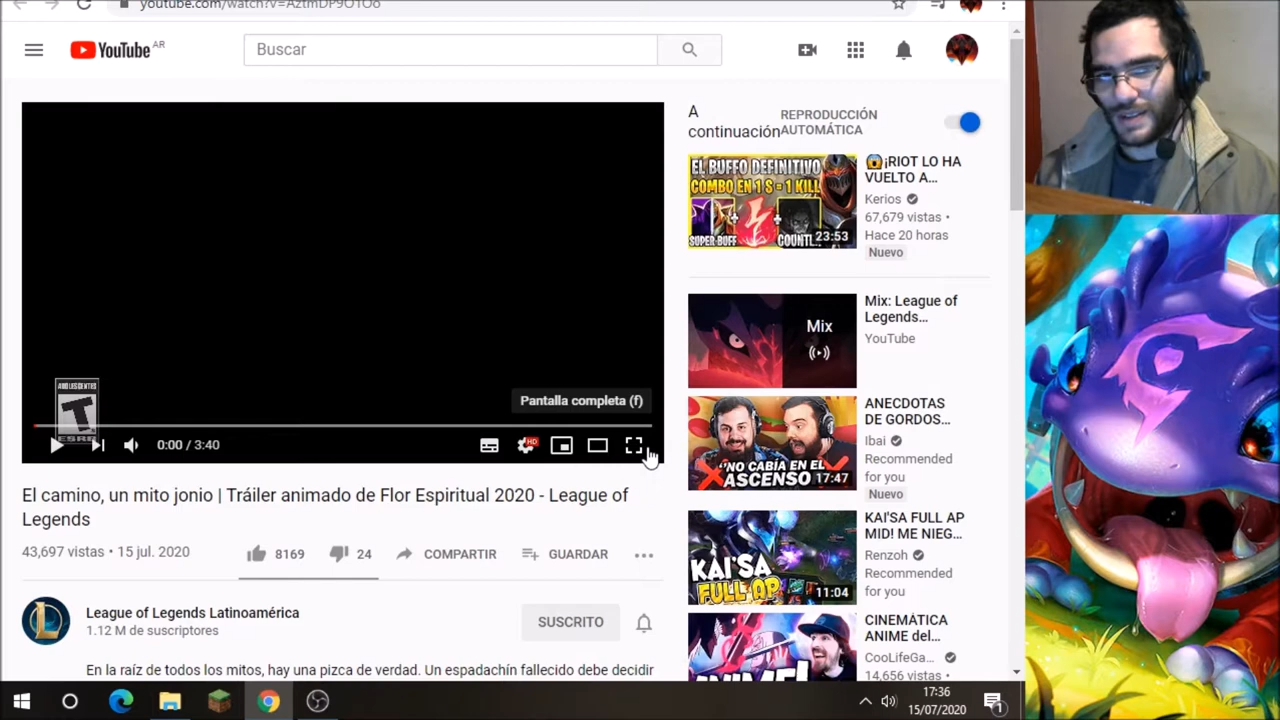 youtube.com/watch?v=AztmDP9O1O8
YouTube AR
Buscar
A continuación
REPRODUCCIÓN AUTOMÁTICA
EL BUFFO DEFINITIVO
COMBO EN 1 S = 1 KILL
SUPER BUFF
23:53
😱¡RIOT LO HA
VUELTO A...
Kerios
67,679 vistas •
Hace 20 horas
Nuevo
Mix
Mix: League of
Legends...
YouTube
"NO CABÍA EN EL
ASCENSO
17:47
ANECDOTAS
DE GORDOS...
Ibai
Recommended
for you
Nuevo
KAI'SA
FULL AP
11:04
KAI'SA FULL AP
MID! ME NIEG...
Renzoh
Recommended
for you
CINEMÁTICA
ANIME del...
CooLifeGa...
14,656 vistas •
T
Pantalla completa (f)
0:00 / 3:40
HD
El camino, un mito jonio | Tráiler animado de Flor Espiritual 2020 - League of
Legends
43,697 vistas • 15 jul. 2020
8169
24
COMPARTIR
GUARDAR
League of Legends Latinoamérica
1.12 M de suscriptores
SUSCRITO
En la raíz de todos los mitos, hay una pizca de verdad. Un espadachín fallecido debe decidir
17:36
15/07/2020
1